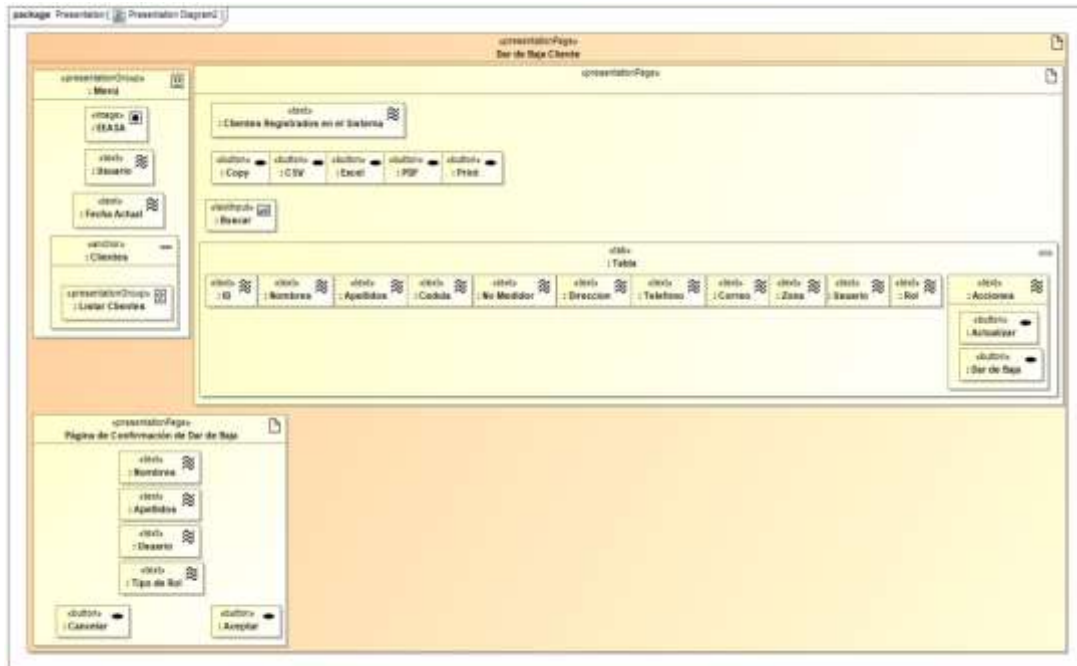 package Presentation [ Presentation Diagram2 ]
«presentationPage»
Dar de Baja Cliente
«presentationGroup»
: Menú
«image»
: EEASA
«text»
: Usuario
«text»
: Fecha Actual
«anchor»
: Clientes
«presentationGroup»
: Listar Clientes
«presentationPage»
«text»
: Clientes Registrados en el Sistema
«button» «button» «button» «button» «button»
: Copy : CSV : Excel : PDF : Print
«textInput»
: Buscar
«tab»
: Tabla
«text» «text» «text» «text» «text» «text» «text» «text» «text» «text» «text» «text»
: ID : Nombres : Apellidos : Cedula : No Medidor : Direccion : Telefono : Correo : Zona : Usuario : Rol : Acciones
«button»
: Actualizar
«button»
: Dar de Baja
«presentationPage»
Página de Confirmación de Dar de Baja
«text»
: Nombres
«text»
: Apellidos
«text»
: Usuario
«text»
: Tipo de Rol
«button» «button»
: Cancelar : Aceptar